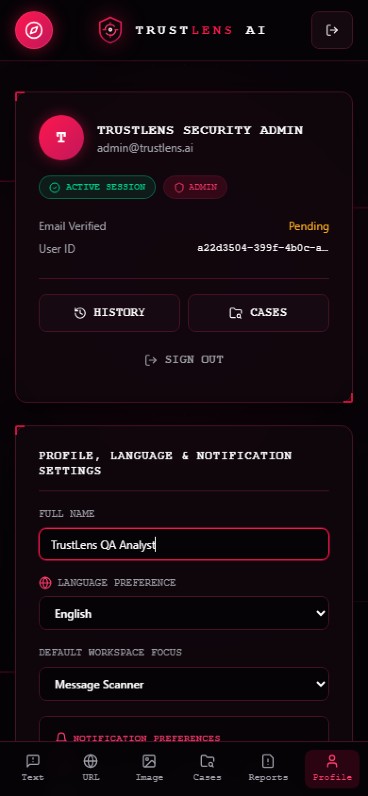 TRUSTLENS AI
T
TRUSTLENS SECURITY ADMIN
admin@trustlens.ai
ACTIVE SESSION
ADMIN
Email Verified
Pending
User ID
a22d3504-399f-4b0c-a…
HISTORY
CASES
SIGN OUT
PROFILE, LANGUAGE & NOTIFICATION
SETTINGS
FULL NAME
TrustLens QA Analyst
LANGUAGE PREFERENCE
English
DEFAULT WORKSPACE FOCUS
Message Scanner
NOTIFICATION PREFERENCES
Text
URL
Image
Cases
Reports
Profile